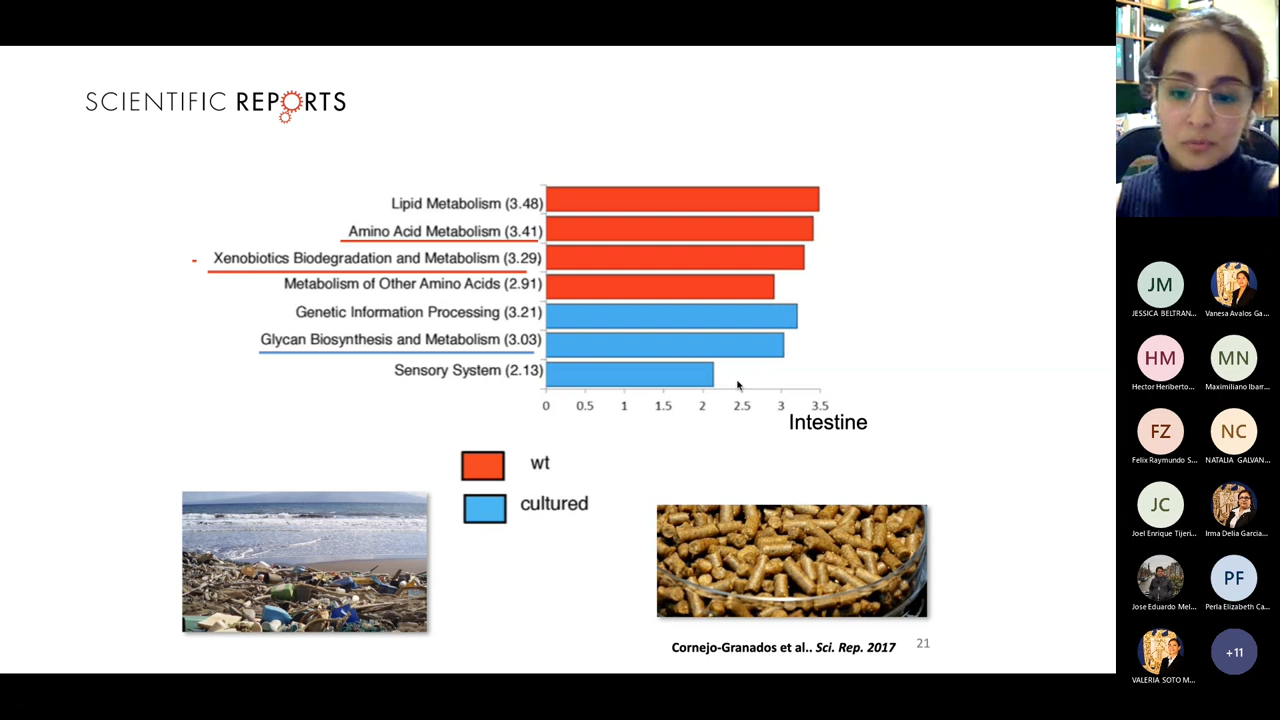 SCIENTIFIC REPORTS
Lipid Metabolism (3.48)
Amino Acid Metabolism (3.41)
Xenobiotics Biodegradation and Metabolism (3.29)
Metabolism of Other Amino Acids (2.91)
Genetic Information Processing (3.21)
Glycan Biosynthesis and Metabolism (3.03)
Sensory System (2.13)
0 0.5 1 1.5 2 2.5 3 3.5
Intestine
wt
cultured
Cornejo-Granados et al.. Sci. Rep. 2017
21
JM
JESSICA BELTRAN...
Vanesa Avalos Ga...
HM
MN
Hector Heriberto...
Maximiliano Ibarr...
FZ
NC
Felix Raymundo S...
NATALIA GALVAN...
JC
Joel Enrique Tijeri...
Irma Delia Garcia...
PF
Jose Eduardo Mel...
Perla Elizabeth Ca...
+11
VALERIA SOTO M...